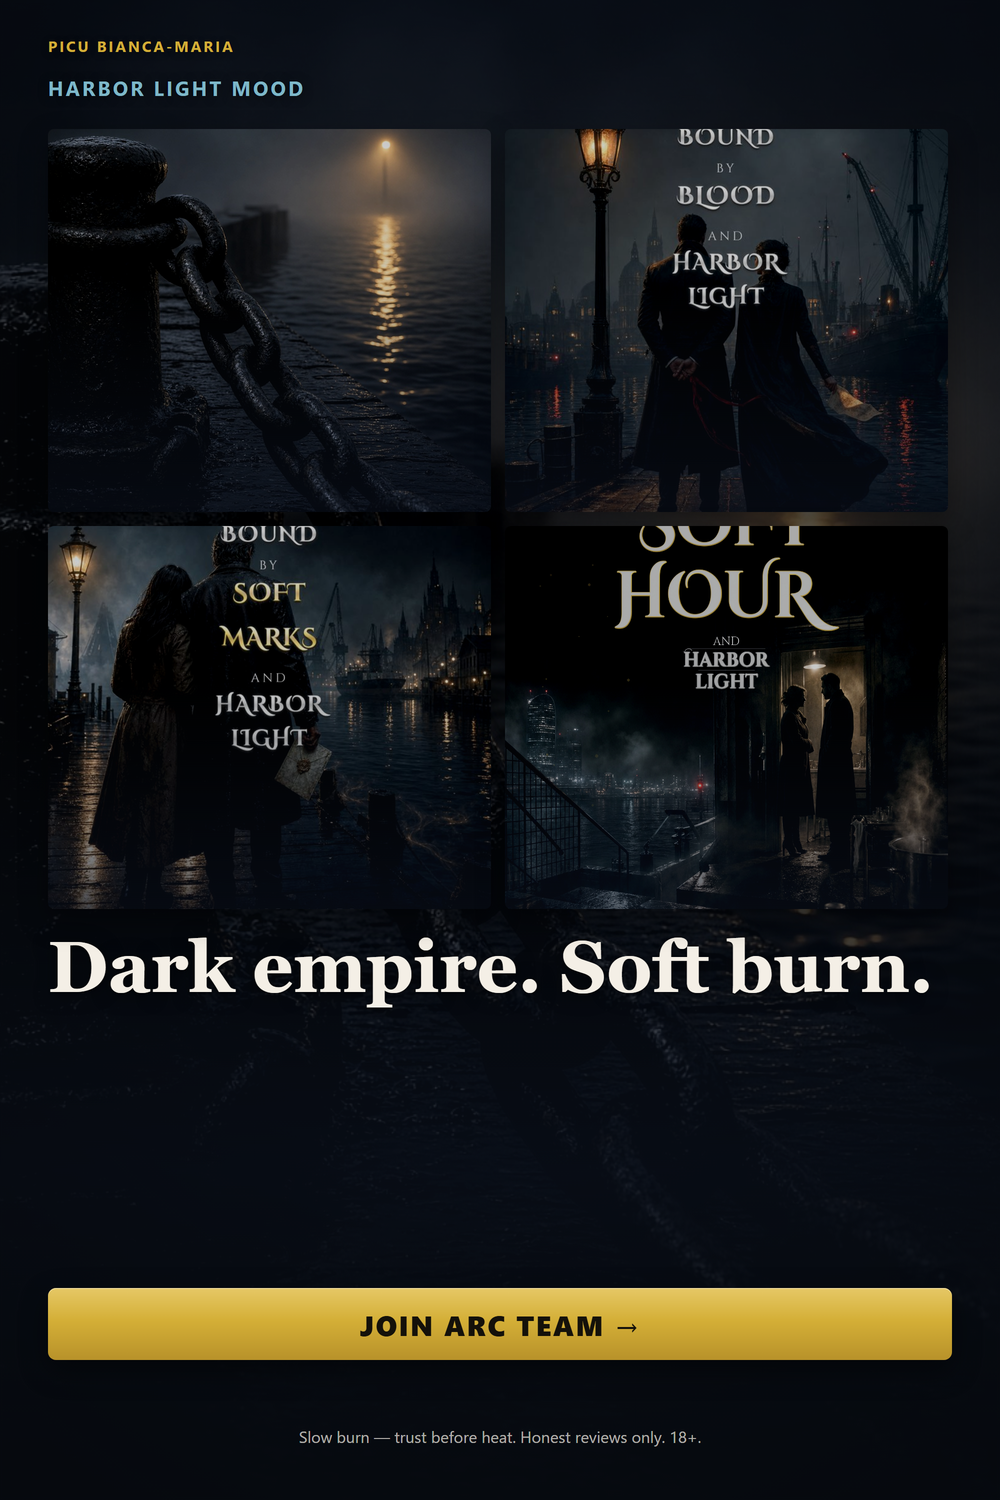 PICU BIANCA-MARIA
HARBOR LIGHT MOOD
BOUND
BY
BLOOD
AND
HARBOR
LIGHT
BOUND
BY
SOFT
MARKS
AND
HARBOR
LIGHT
SOFT
HOUR
AND
HARBOR
LIGHT
Dark empire. Soft burn.
JOIN ARC TEAM →
Slow burn — trust before heat. Honest reviews only. 18+.